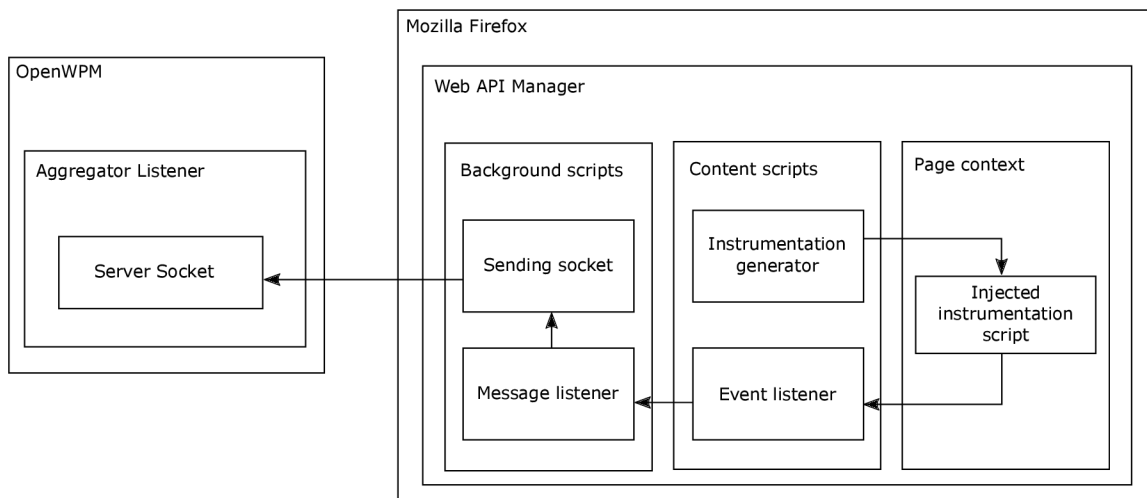 Mozilla Firefox
OpenWPM
Web API Manager
Aggregator Listener
Background scripts
Content scripts
Page context
Server Socket
Sending socket
Instrumentation
generator
Injected
instrumentation
script
Message listener
Event listener